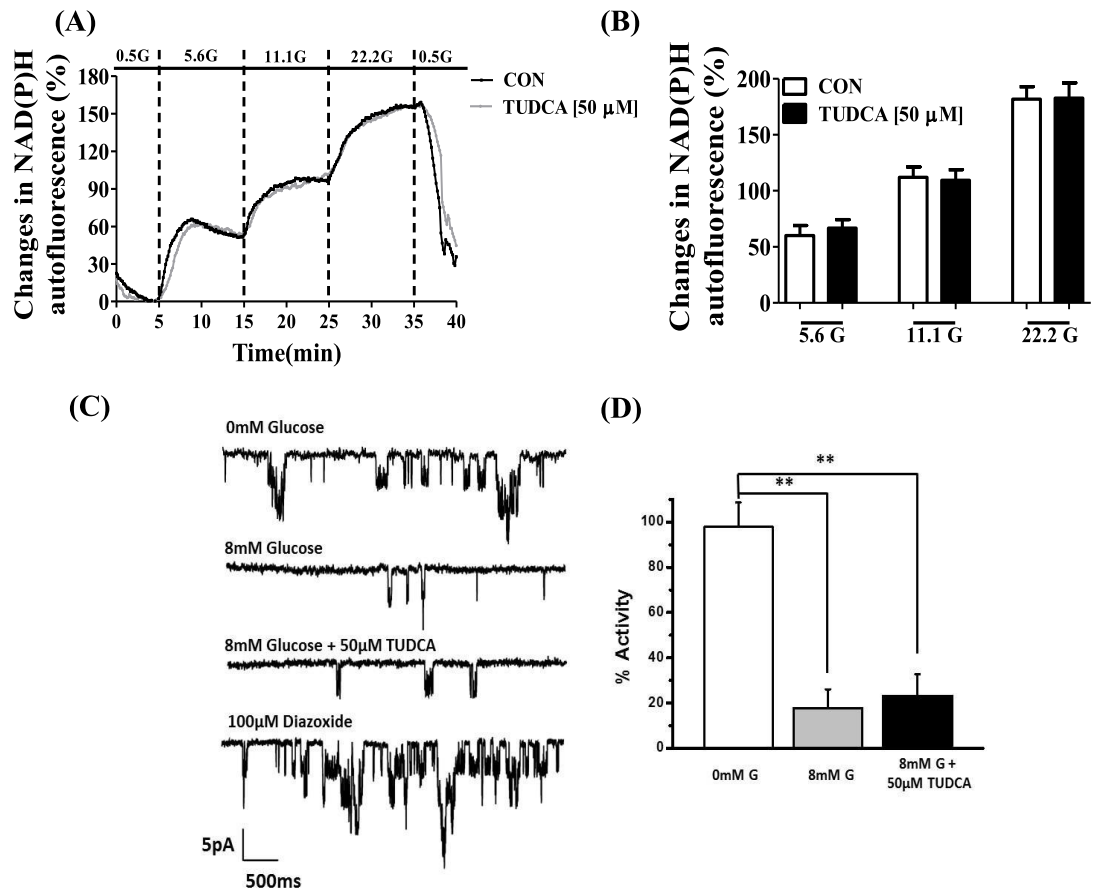 (A)
0.5G 5.6G 11.1G 22.2G 0.5G
Changes in NAD(P)H
autofluorescence (%)
180
150
120
90
60
30
0
0 5 10 15 20 25 30 35 40
Time(min)
CON
TUDCA [50 µM]
(B)
Changes in NAD(P)H
autofluorescence (%)
200
150
100
50
0
CON
TUDCA [50 µM]
5.6 G 11.1 G 22.2 G
(C)
0mM Glucose
8mM Glucose
8mM Glucose + 50µM TUDCA
100µM Diazoxide
5pA
500ms
(D)
**
**
% Activity
100
80
60
40
20
0
0mM G 8mM G 8mM G +
50µM TUDCA